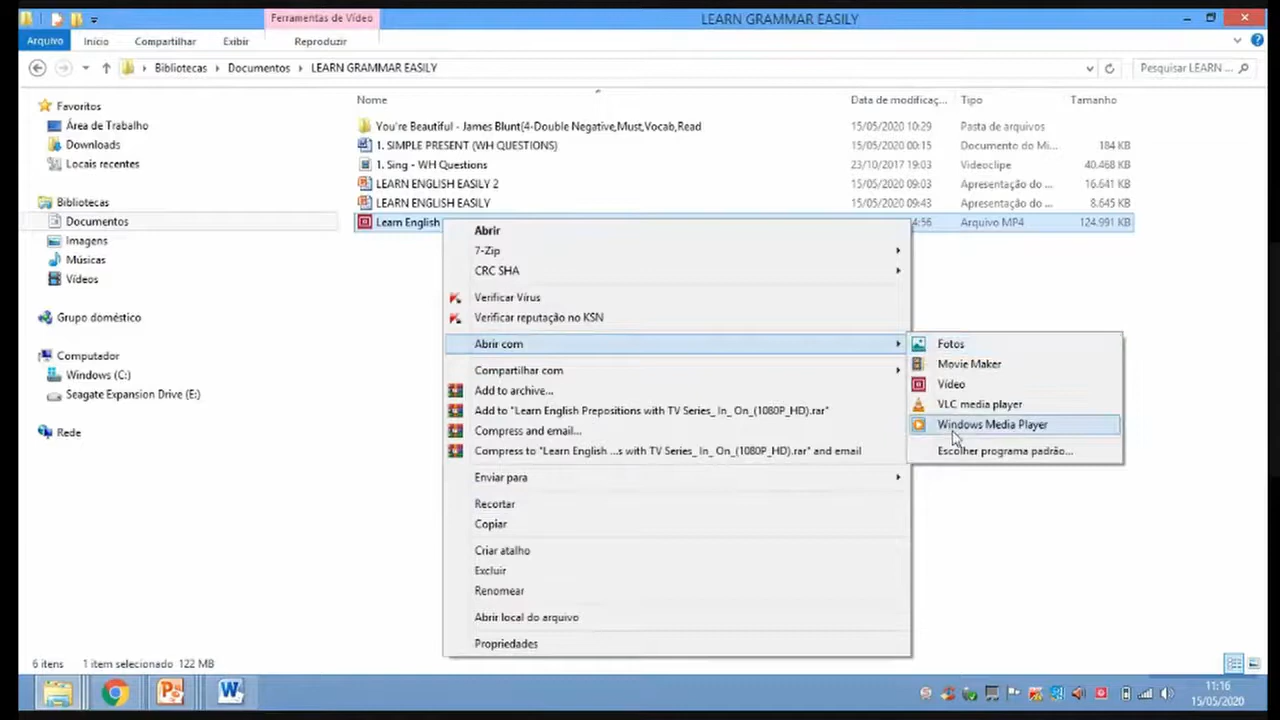 Ferramentas de Vídeo
LEARN GRAMMAR EASILY
Arquivo Início Compartilhar Exibir Reproduzir
Bibliotecas Documentos LEARN GRAMMAR EASILY
Pesquisar LEARN ...
Nome Data de modificaç... Tipo Tamanho
Favoritos
Área de Trabalho
Downloads
Locais recentes
Bibliotecas
Documentos
Imagens
Músicas
Vídeos
Grupo doméstico
Computador
Windows (C:)
Seagate Expansion Drive (E:)
Rede
You're Beautiful - James Blunt(4-Double Negative,Must,Vocab,Read 15/05/2020 10:29 Pasta de arquivos
1. SIMPLE PRESENT (WH QUESTIONS) 15/05/2020 00:15 Documento do Mi... 184 KB
1. Sing - WH Questions 23/10/2017 19:03 Videoclipe 40.468 KB
LEARN ENGLISH EASILY 2 15/05/2020 09:03 Apresentação do ... 16.641 KB
LEARN ENGLISH EASILY 15/05/2020 09:43 Apresentação do ... 8.645 KB
Learn English 4:56 Arquivo MP4 124.991 KB
Abrir
7-Zip
CRC SHA
Verificar Vírus
Verificar reputação no KSN
Abrir com
Compartilhar com
Add to archive...
Add to "Learn English Prepositions with TV Series_ In_ On_(1080P_HD).rar"
Compress and email...
Compress to "Learn English ...s with TV Series_ In_ On_(1080P_HD).rar" and email
Enviar para
Recortar
Copiar
Criar atalho
Excluir
Renomear
Abrir local do arquivo
Propriedades
Fotos
Movie Maker
Vídeo
VLC media player
Windows Media Player
Escolher programa padrão...
6 itens 1 item selecionado 122 MB
11:16
15/05/2020